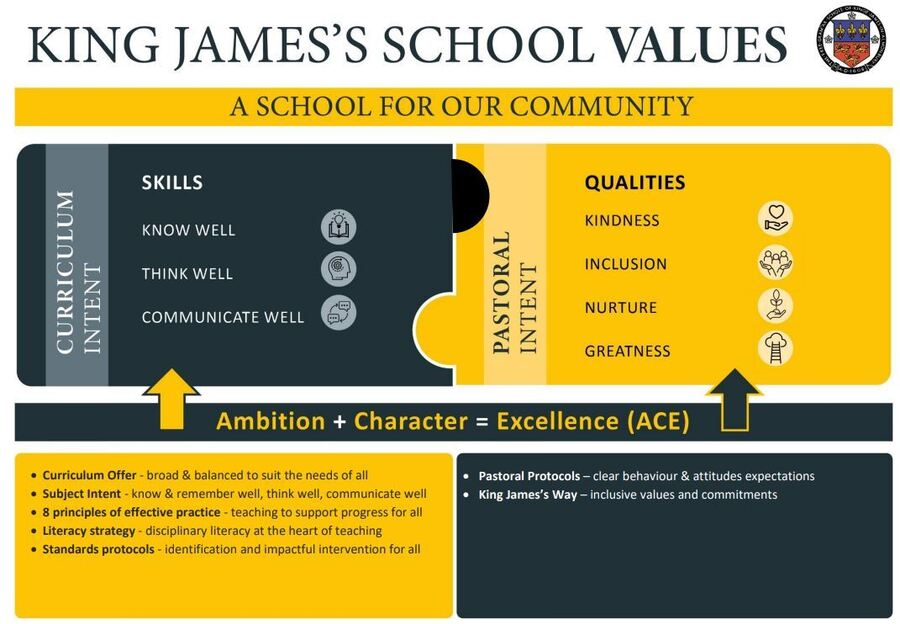 KING JAMES'S SCHOOL VALUES
A SCHOOL FOR OUR COMMUNITY
CURRICULUM
INTENT
SKILLS
KNOW WELL
THINK WELL
COMMUNICATE WELL
PASTORAL
INTENT
QUALITIES
KINDNESS
INCLUSION
NURTURE
GREATNESS
Ambition + Character = Excellence (ACE)
• Curriculum Offer - broad & balanced to suit the needs of all
• Subject Intent - know & remember well, think well, communicate well
• 8 principles of effective practice - teaching to support progress for all
• Literacy strategy - disciplinary literacy at the heart of teaching
• Standards protocols - identification and impactful intervention for all
• Pastoral Protocols – clear behaviour & attitudes expectations
• King James's Way – inclusive values and commitments